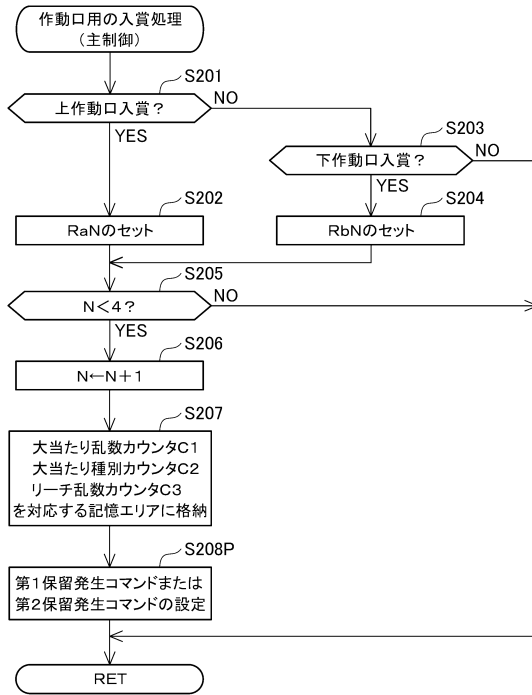 作動口用の入賞処理
(主制御)
S201
上作動口入賞?
NO
YES
S203
下作動口入賞?
NO
YES
S202
RaNのセット
S204
RbNのセット
S205
N<4?
NO
YES
S206
N←N+1
S207
大当たり乱数カウンタC1
大当たり種別カウンタC2
リーチ乱数カウンタC3
を対応する記憶エリアに格納
S208P
第1保留発生コマンドまたは
第2保留発生コマンドの設定
RET